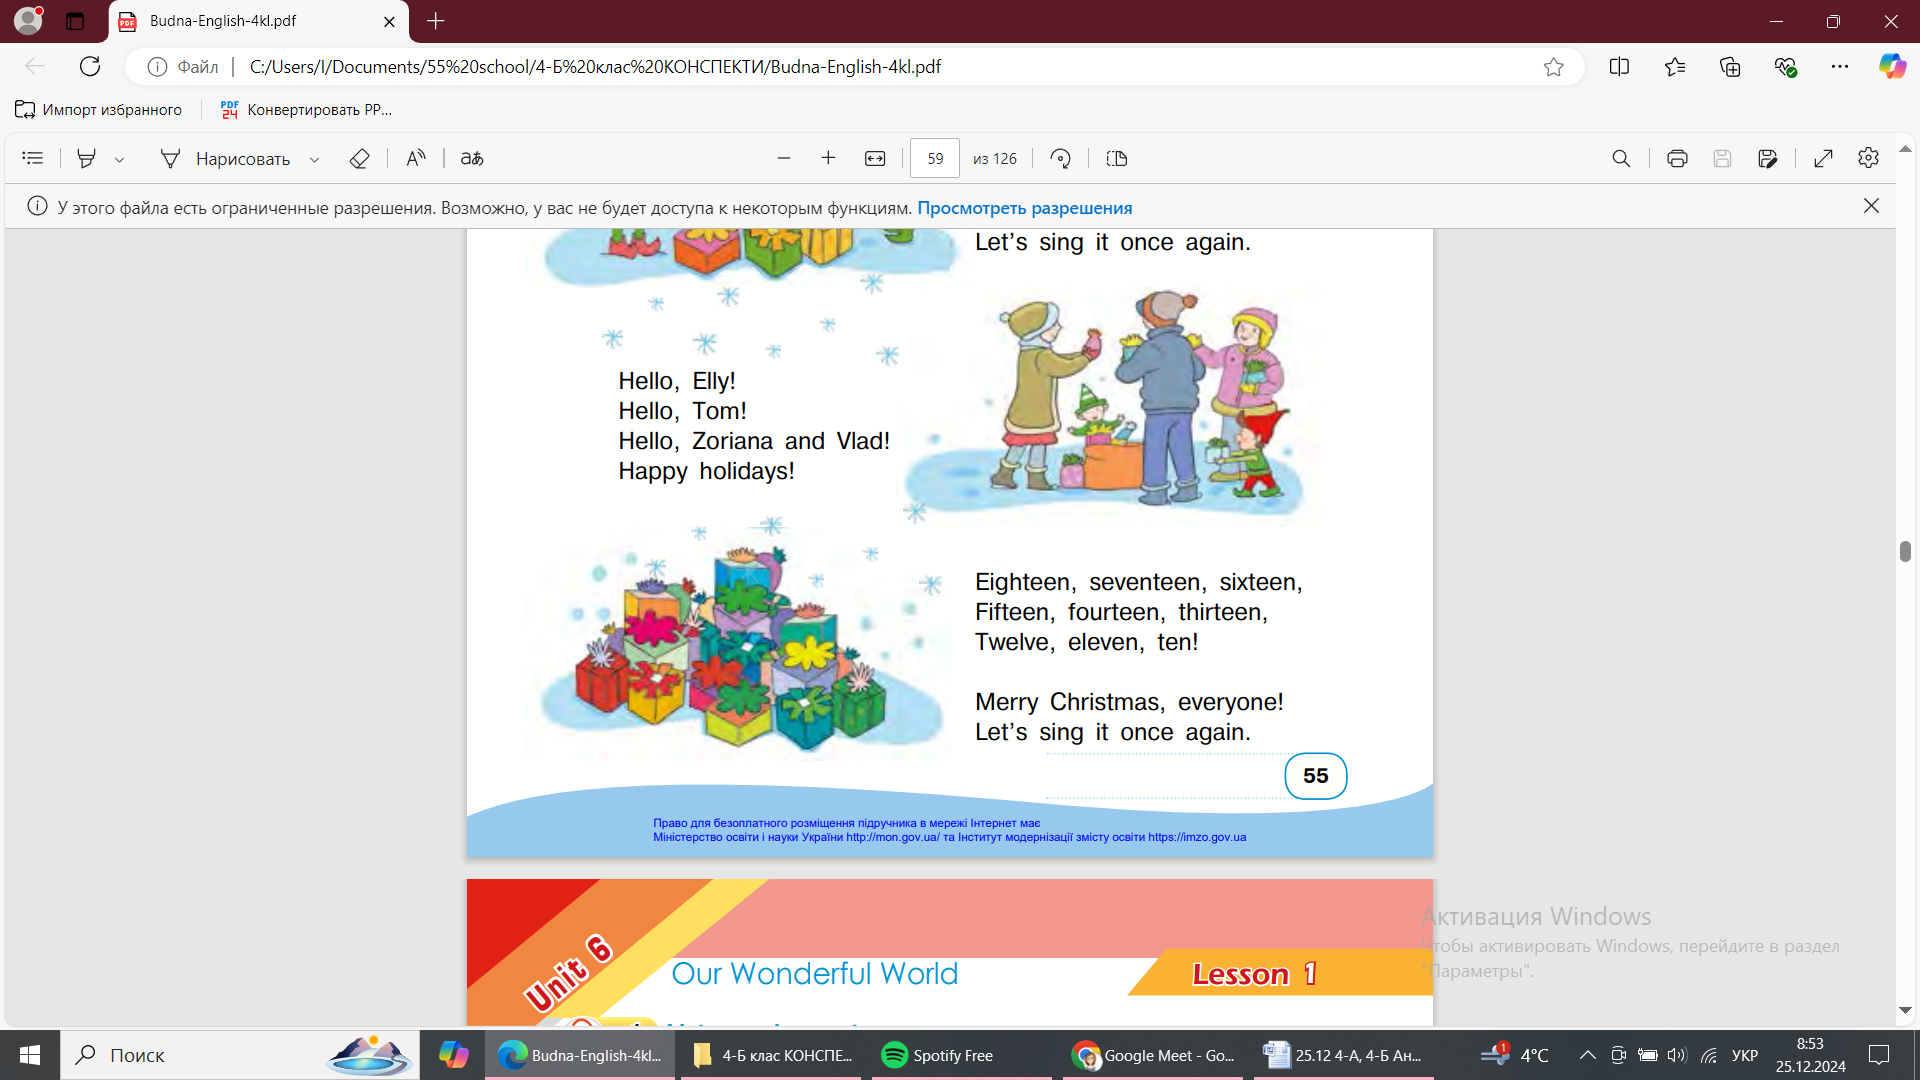 Budna-English-4kl.pdf
Файл
C:/Users/I/Documents/55%20school/4-Б%20клас%20КОНСПЕКТИ/Budna-English-4kl.pdf
Импорт избранного
Конвертировать PP...
Нарисовать
59
из 126
У этого файла есть ограниченные разрешения. Возможно, у вас не будет доступа к некоторым функциям. Просмотреть разрешения
Let's sing it once again.
Hello, Elly!
Hello, Tom!
Hello, Zoriana and Vlad!
Happy holidays!
Eighteen, seventeen, sixteen,
Fifteen, fourteen, thirteen,
Twelve, eleven, ten!
Merry Christmas, everyone!
Let's sing it once again.
55
Право для безоплатного розміщення підручника в мережі Інтернет має
Міністерство освіти і науки України http://mon.gov.ua/ та Інститут модернізації змісту освіти https://imzo.gov.ua
Unit 6
Our Wonderful World
Lesson 1
Активация Windows
Чтобы активировать Windows, перейдите в раздел
"Параметры".
Поиск
Budna-English-4kl...
4-Б клас КОНСПЕ...
Spotify Free
Google Meet - Go...
25.12 4-А, 4-Б Ан...
1
4°C
УКР
8:53
25.12.2024